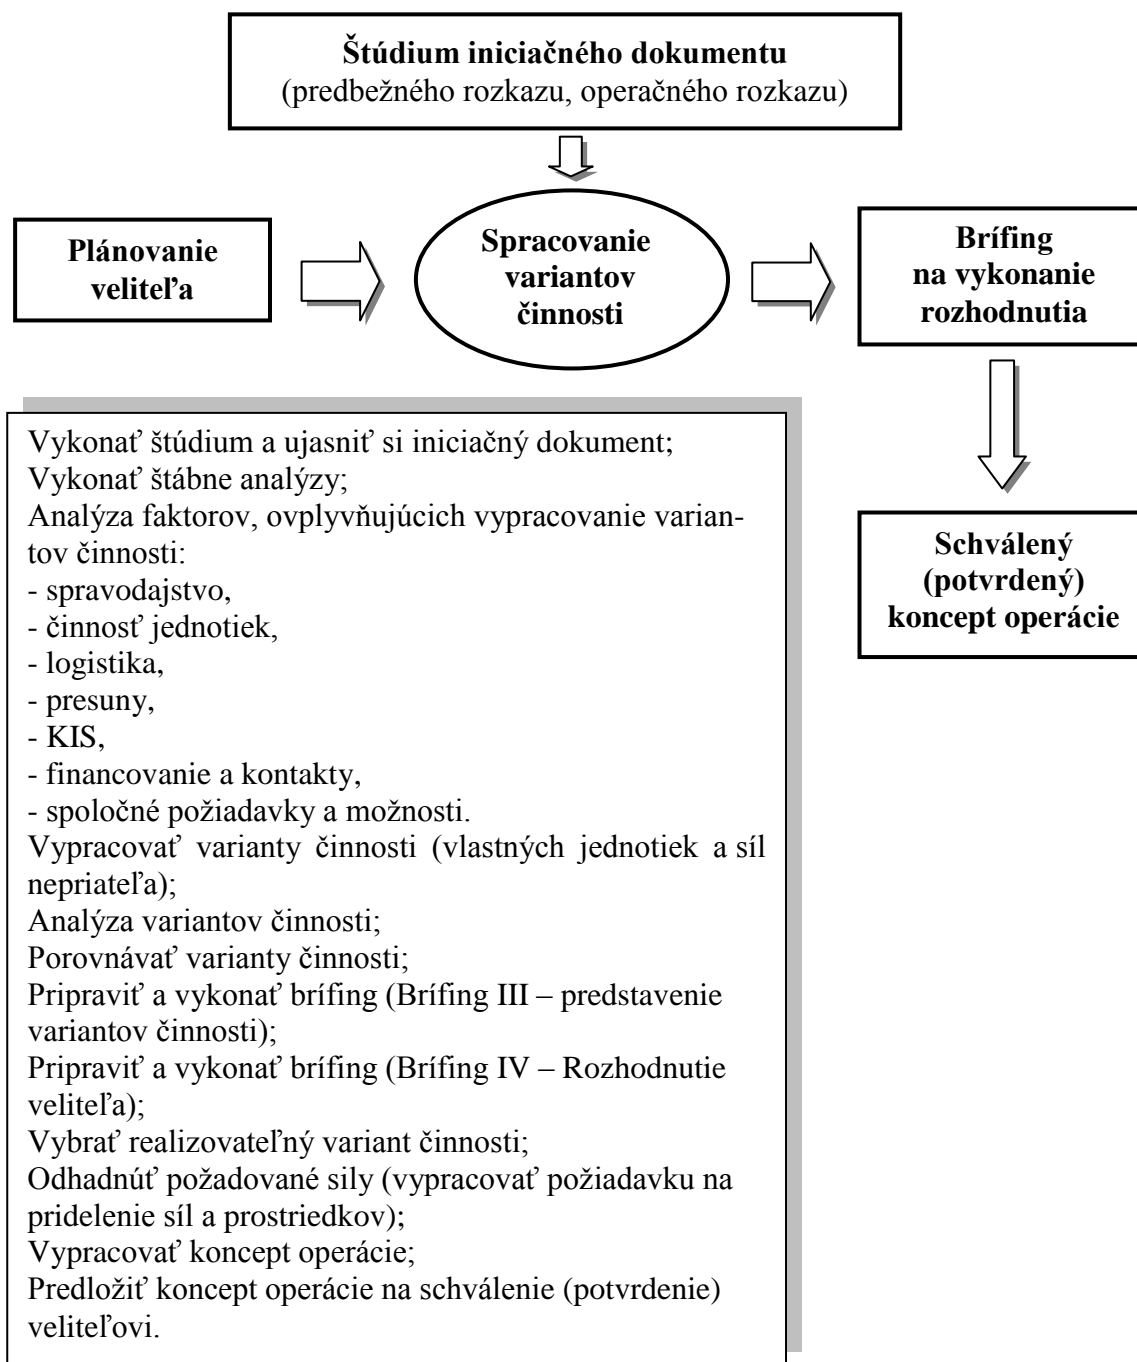 Štúdium iniciačného dokumentu
(predbežného rozkazu, operačného rozkazu)
Plánovanie
veliteľa
Spracovanie
variantov
činnosti
Brífing
na vykonanie
rozhodnutia
Schválený
(potvrdený)
koncept operácie
Vykonať štúdium a ujasniť si iniciačný dokument;
Vykonať štábne analýzy;
Analýza faktorov, ovplyvňujúcich vypracovanie varian-
tov činnosti:
- spravodajstvo,
- činnosť jednotiek,
- logistika,
- presuny,
- KIS,
- financovanie a kontakty,
- spoločné požiadavky a možnosti.
Vypracovať varianty činnosti (vlastných jednotiek a síl
nepriateľa);
Analýza variantov činnosti;
Porovnávať varianty činnosti;
Pripraviť a vykonať brífing (Brífing III – predstavenie
variantov činnosti);
Pripraviť a vykonať brífing (Brífing IV – Rozhodnutie
veliteľa);
Vybrať realizovateľný variant činnosti;
Odhadnúť požadované sily (vypracovať požiadavku na
pridelenie síl a prostriedkov);
Vypracovať koncept operácie;
Predložiť koncept operácie na schválenie (potvrdenie)
veliteľovi.